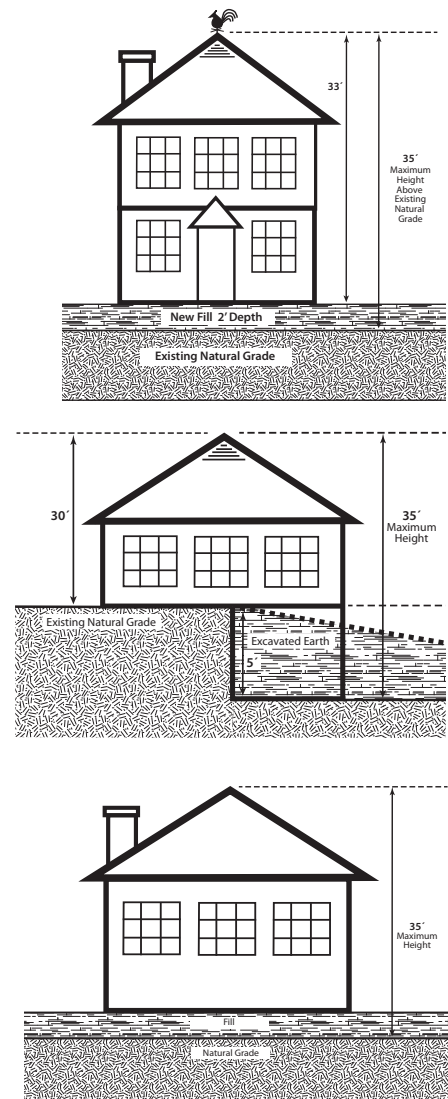 33´
35´
Maximum
Height
Above
Existing
Natural
Grade
New Fill 2’ Depth
Existing Natural Grade
30´
35´
Maximum
Height
Existing Natural Grade
Excavated Earth
5´
35´
Maximum
Height
Fill
Natural Grade